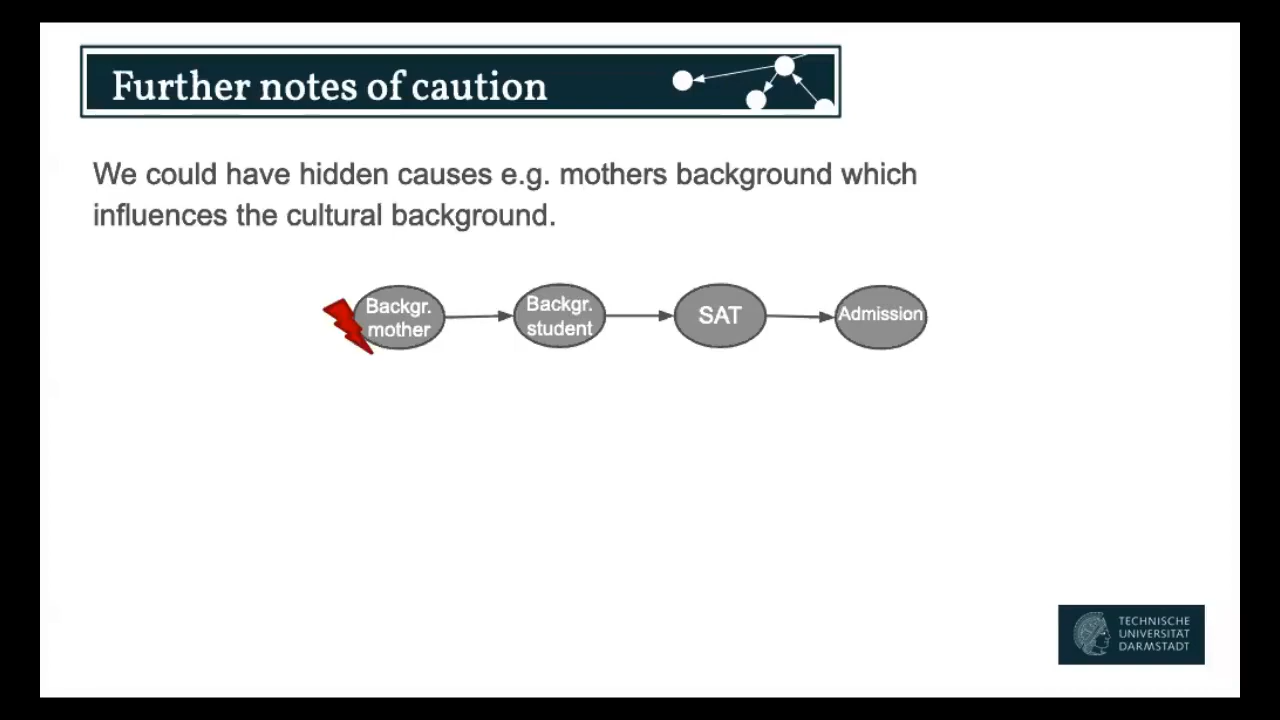 Further notes of caution
We could have hidden causes e.g. mothers background which
influences the cultural background.
Backgr.
mother
Backgr.
student
SAT
Admission
TECHNISCHE
UNIVERSITÄT
DARMSTADT